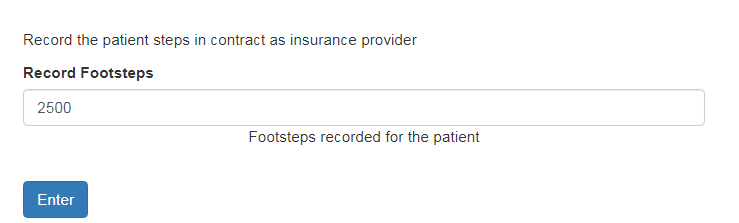 Record the patient steps in contract as insurance provider
Record Footsteps
2500
Footsteps recorded for the patient
Enter